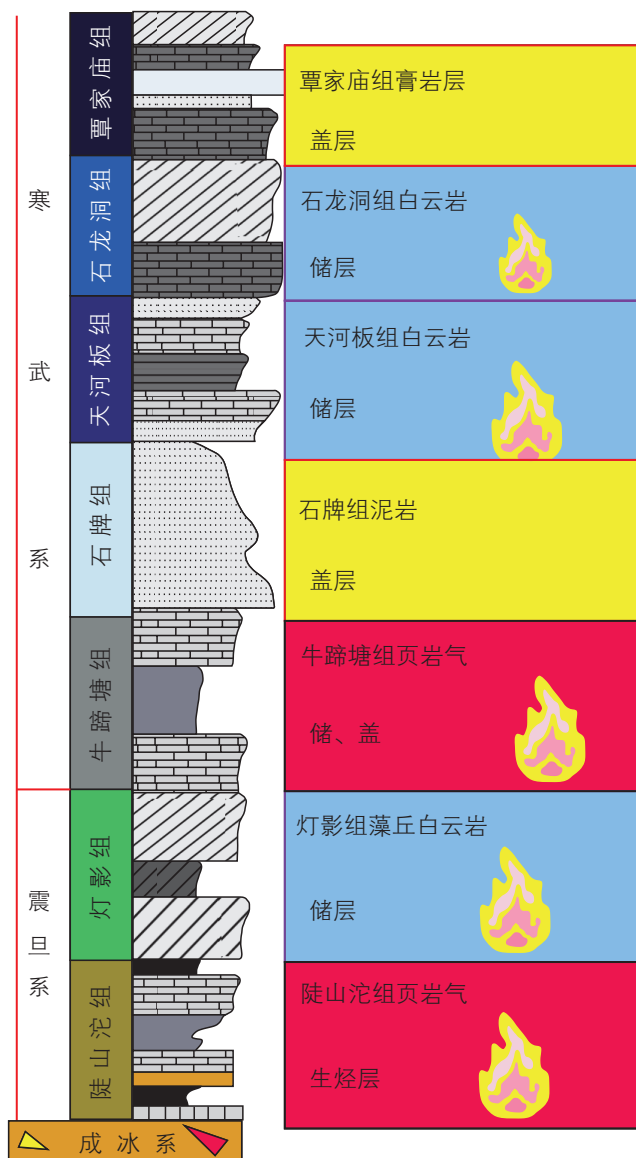 寒武系
震旦系
覃家庙组
石龙洞组
天河板组
石牌组
牛蹄塘组
灯影组
陡山沱组
成冰系
覃家庙组膏岩层
盖层
石龙洞组白云岩
储层
天河板组白云岩
储层
石牌组泥岩
盖层
牛蹄塘组页岩气
储、盖
灯影组藻丘白云岩
储层
陡山沱组页岩气
生烃层